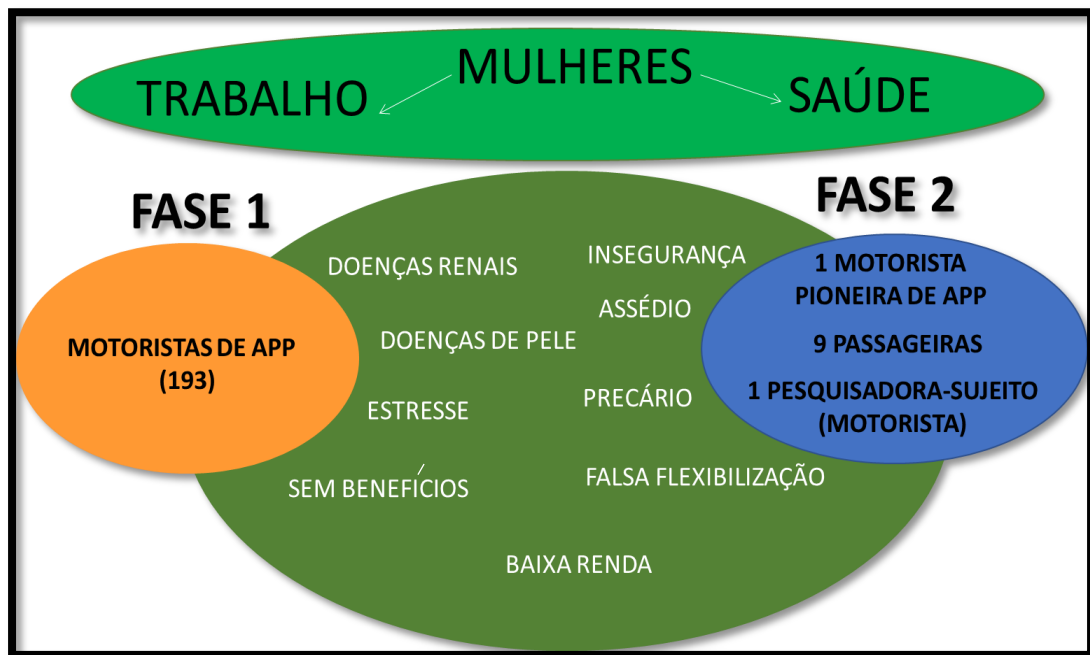 MULHERES
TRABALHO
SAÚDE
FASE 1
FASE 2
MOTORISTAS DE APP
(193)
DOENÇAS RENAIS
DOENÇAS DE PELE
ESTRESSE
SEM BENEFÍCIOS
INSEGURANÇA
ASSÉDIO
PRECÁRIO
FALSA FLEXIBILIZAÇÃO
BAIXA RENDA
1 MOTORISTA
PIONEIRA DE APP
9 PASSAGEIRAS
1 PESQUISADORA-SUJEITO
(MOTORISTA)